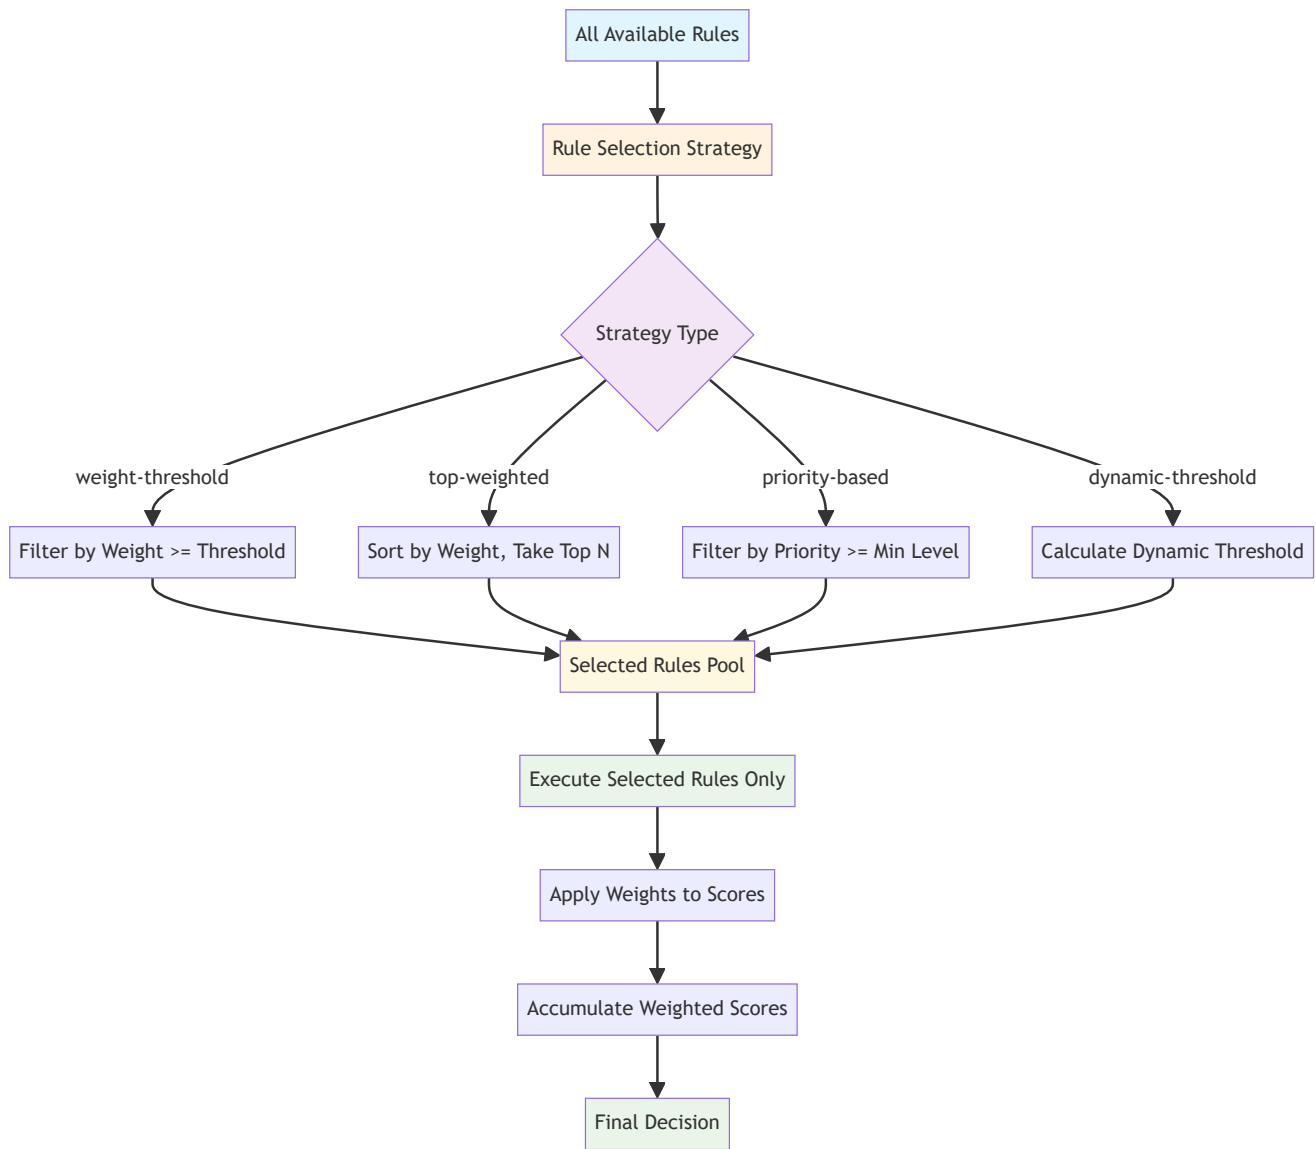 All Available Rules
Rule Selection Strategy
Strategy Type
weight-threshold
top-weighted
priority-based
dynamic-threshold
Filter by Weight >= Threshold
Sort by Weight, Take Top N
Filter by Priority >= Min Level
Calculate Dynamic Threshold
Selected Rules Pool
Execute Selected Rules Only
Apply Weights to Scores
Accumulate Weighted Scores
Final Decision